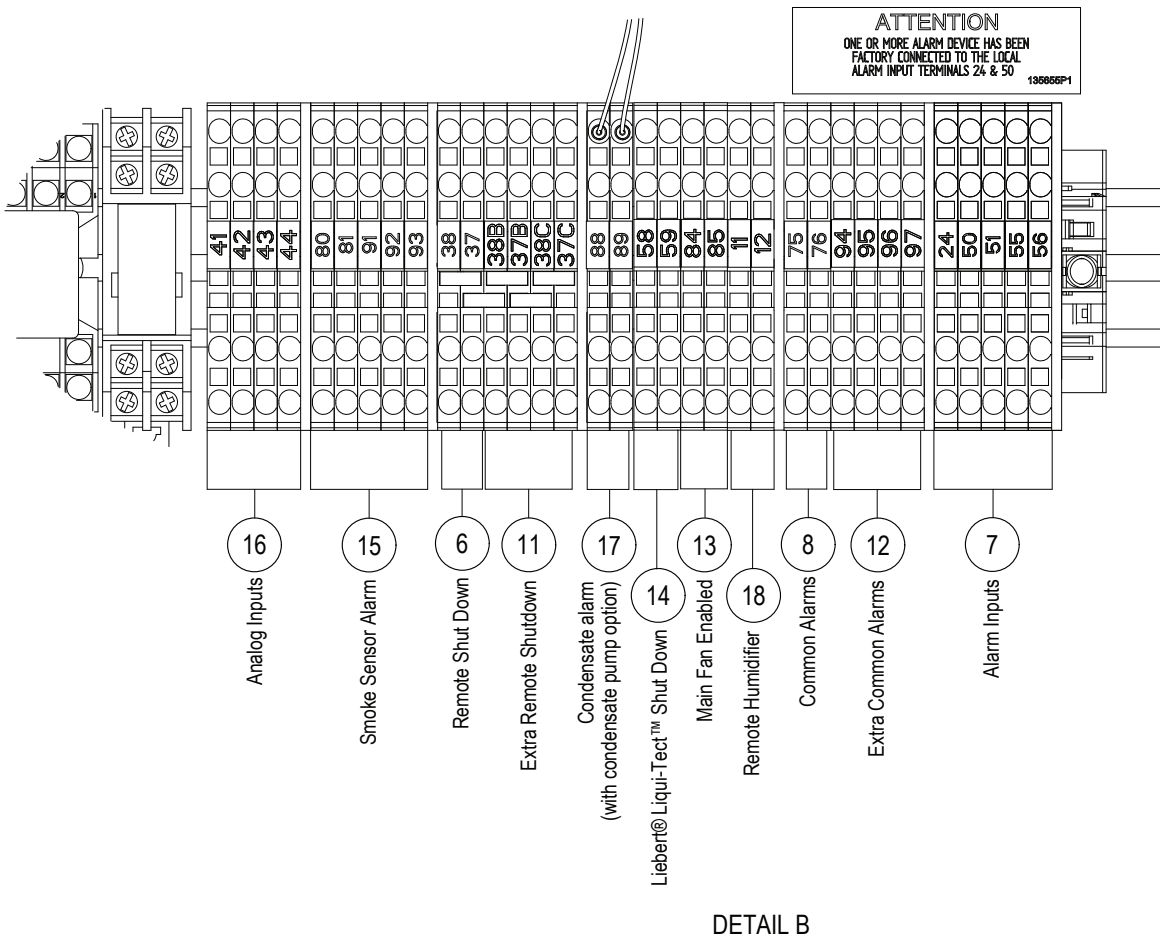 ATTENTION
ONE OR MORE ALARM DEVICE HAS BEEN
FACTORY CONNECTED TO THE LOCAL
ALARM INPUT TERMINALS 24 & 50
135655P1
41 42 43 44 80 81 91 92 93 38 37 38B 37B 38C 37C 88 89 58 59 84 85 11 12 75 76 94 95 96 97 24 50 51 55 56
16
Analog Inputs
15
Smoke Sensor Alarm
6
Remote Shut Down
11
Extra Remote Shutdown
17
Condensate alarm
(with condensate pump option)
14
Liebert® Liqui-Tect™ Shut Down
13
Main Fan Enabled
18
Remote Humidifier
8
Common Alarms
12
Extra Common Alarms
7
Alarm Inputs
DETAIL B